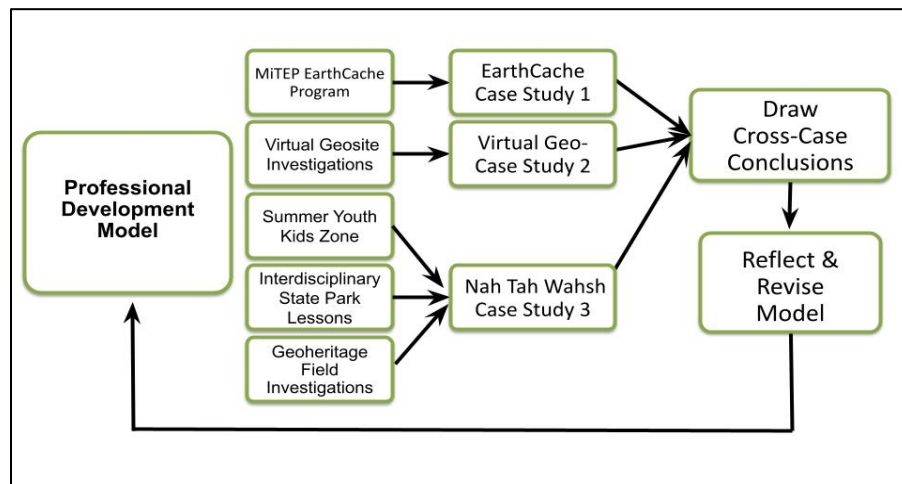 Professional
Development
Model
MiTEP EarthCache
Program
Virtual Geosite
Investigations
Summer Youth
Kids Zone
Interdisciplinary
State Park
Lessons
Geoheritage
Field
Investigations
EarthCache
Case Study 1
Virtual Geo-
Case Study 2
Nah Tah Wahsh
Case Study 3
Draw
Cross-Case
Conclusions
Reflect &
Revise
Model